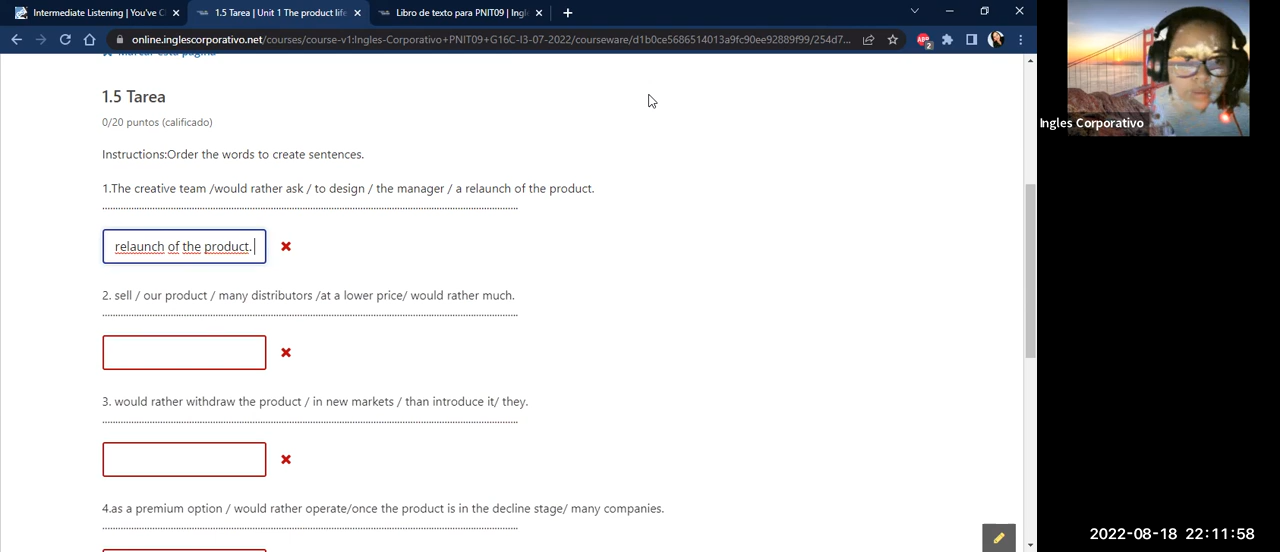 Intermediate Listening | You've C
1.5 Tarea | Unit 1 The product life
Libro de texto para PNIT09 | Ingl
online.inglescorporativo.net/courses/course-v1:Ingles-Corporativo+PNIT09+G16C-I3-07-2022/courseware/d1b0ce5686514013a9fc90ee92889f99/254d7...
Marcar esta página
1.5 Tarea
0/20 puntos (calificado)
Instructions:Order the words to create sentences.
1.The creative team /would rather ask / to design / the manager / a relaunch of the product.
relaunch of the product.
2. sell / our product / many distributors /at a lower price/ would rather much.
3. would rather withdraw the product / in new markets / than introduce it/ they.
4.as a premium option / would rather operate/once the product is in the decline stage/ many companies.
Ingles Corporativo
2022-08-18 22:11:58